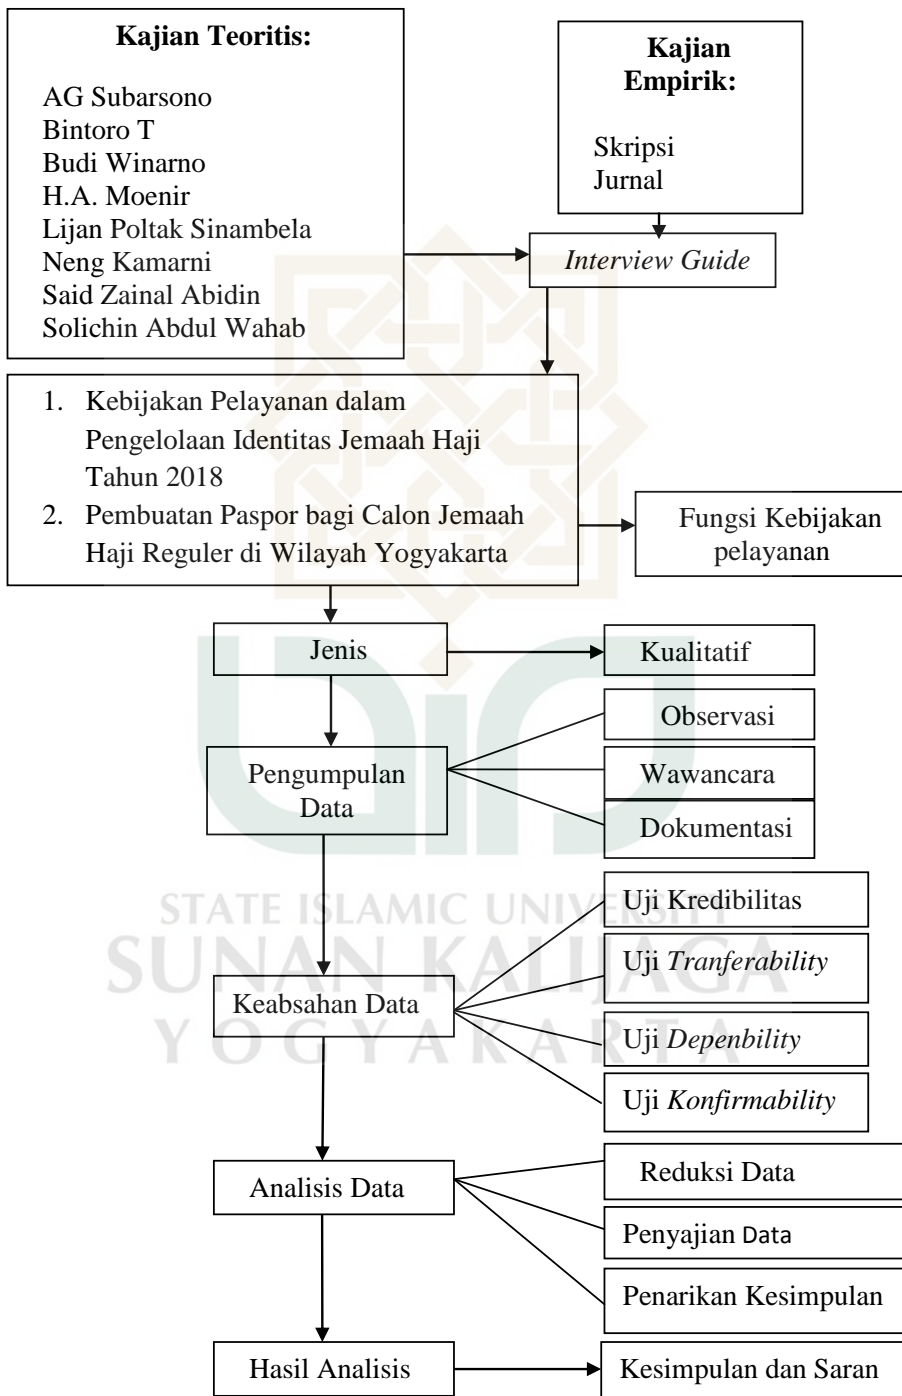 Kajian Teoritis:
AG Subarsono
Bintoro T
Budi Winarno
H.A. Moenir
Lijan Poltak Sinambela
Neng Kamarni
Said Zainal Abidin
Solichin Abdul Wahab
Kajian
Empirik:
Skripsi
Jurnal
Interview Guide
1. Kebijakan Pelayanan dalam
Pengelolaan Identitas Jemaah Haji
Tahun 2018
2. Pembuatan Paspor bagi Calon Jemaah
Haji Reguler di Wilayah Yogyakarta
Fungsi Kebijakan
pelayanan
Jenis
Kualitatif
Pengumpulan
Data
Observasi
Wawancara
Dokumentasi
STATE ISLAMIC UNIVERSITY
SUNAN KALIJAGA
YOGYAKARTA
Keabsahan Data
Uji Kredibilitas
Uji Tranferability
Uji Depenbility
Uji Konfirmability
Analisis Data
Reduksi Data
Penyajian Data
Penarikan Kesimpulan
Hasil Analisis
Kesimpulan dan Saran